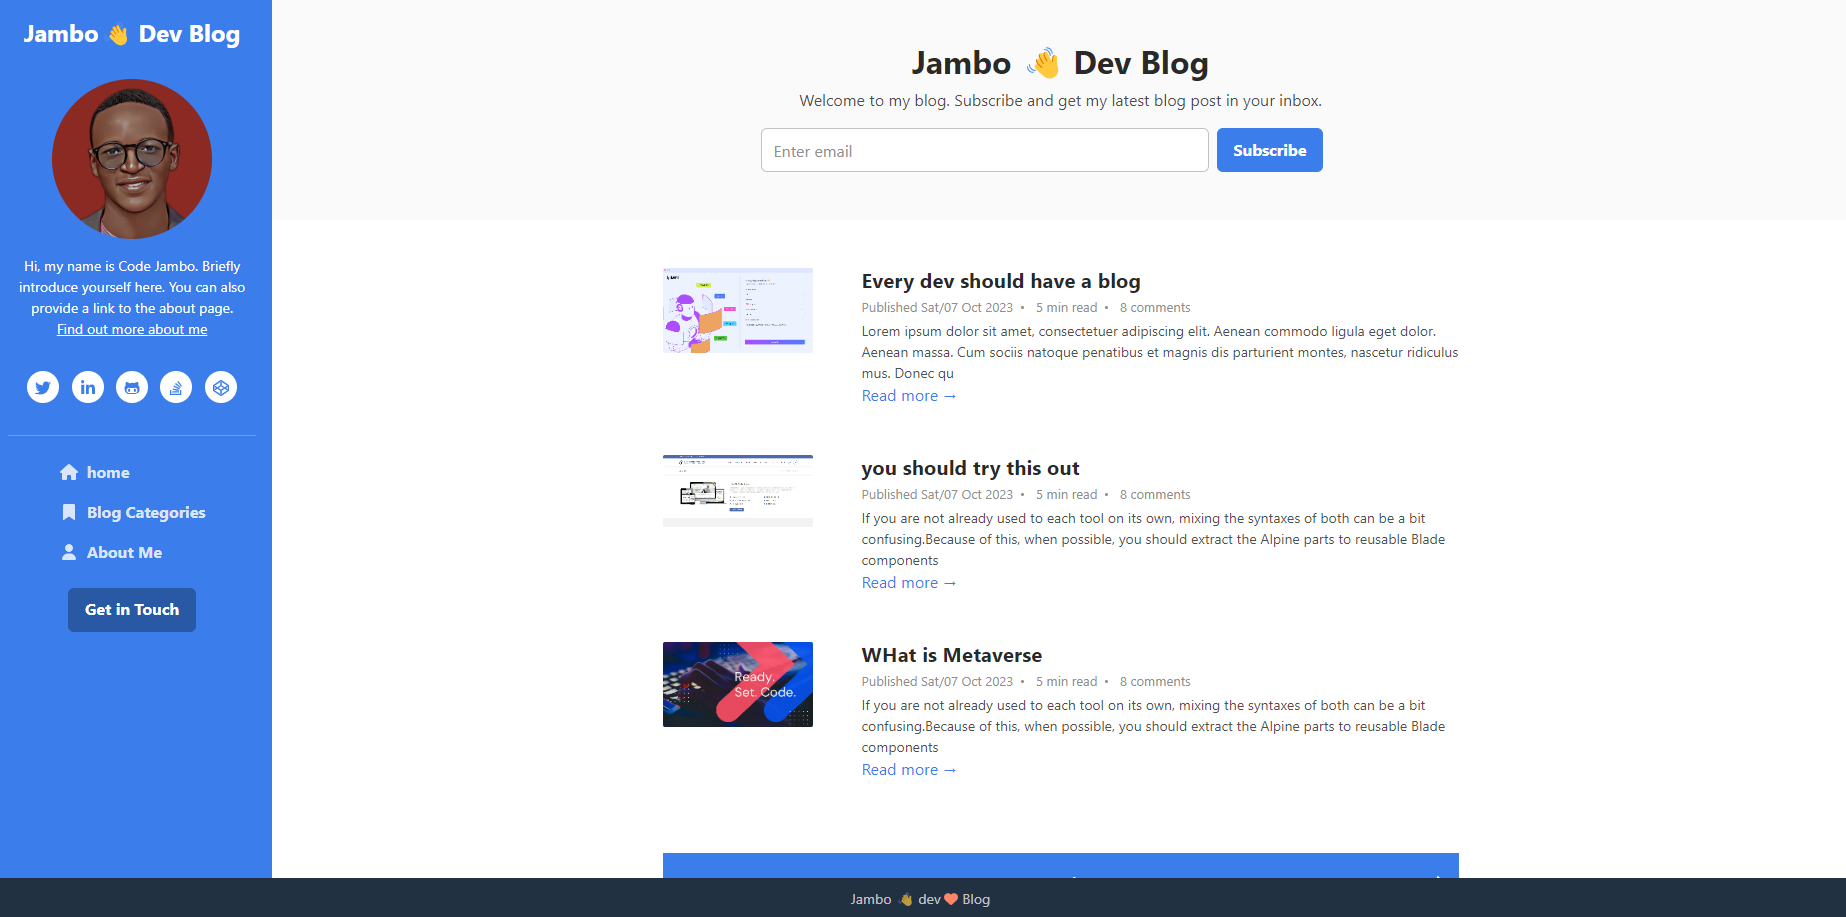 Jambo 👋 Dev Blog
Hi, my name is Code Jambo. Briefly
introduce yourself here. You can also
provide a link to the about page.
Find out more about me
home
Blog Categories
About Me
Get in Touch
Jambo 👋 Dev Blog
Welcome to my blog. Subscribe and get my latest blog post in your inbox.
Enter email
Subscribe
Every dev should have a blog
Published Sat/07 Oct 2023 • 5 min read • 8 comments
Lorem ipsum dolor sit amet, consectetuer adipiscing elit. Aenean commodo ligula eget dolor.
Aenean massa. Cum sociis natoque penatibus et magnis dis parturient montes, nascetur ridiculus
mus. Donec qu
Read more →
you should try this out
Published Sat/07 Oct 2023 • 5 min read • 8 comments
If you are not already used to each tool on its own, mixing the syntaxes of both can be a bit
confusing.Because of this, when possible, you should extract the Alpine parts to reusable Blade
components
Read more →
Ready.
Set. Code.
WHat is Metaverse
Published Sat/07 Oct 2023 • 5 min read • 8 comments
If you are not already used to each tool on its own, mixing the syntaxes of both can be a bit
confusing.Because of this, when possible, you should extract the Alpine parts to reusable Blade
components
Read more →
Jambo 👋 dev ❤ Blog